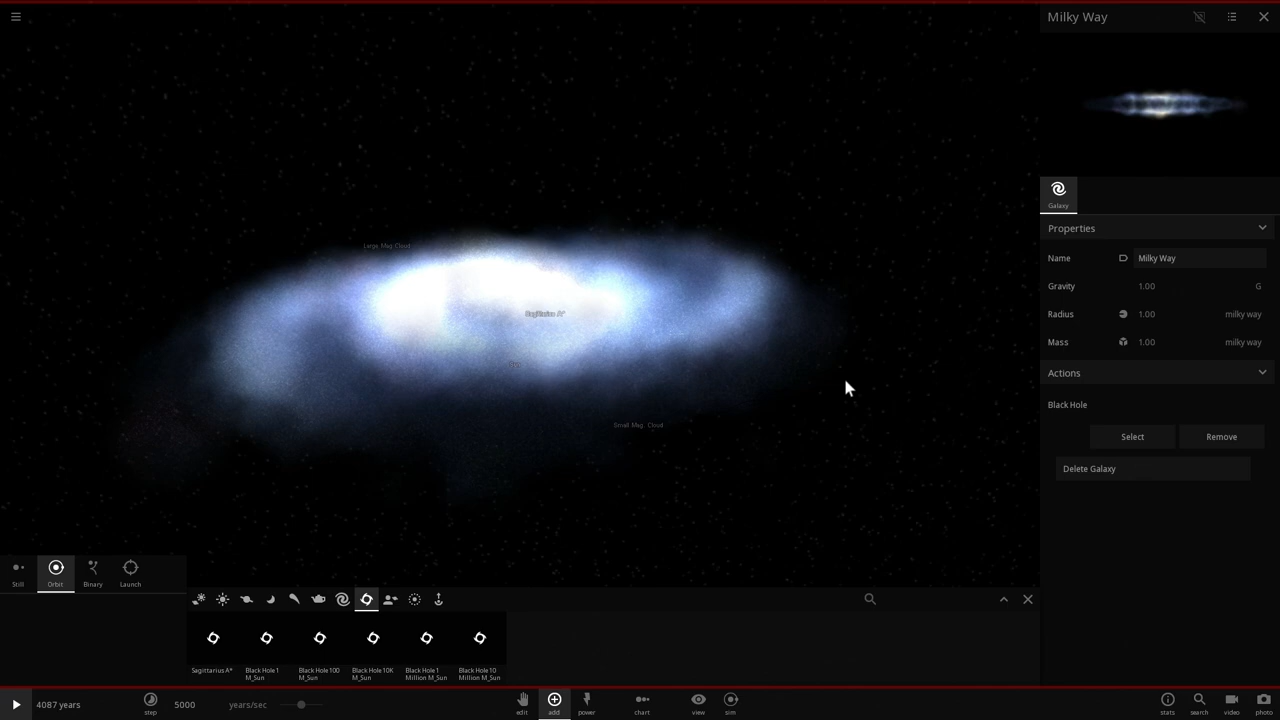 Milky Way
Large Mag. Cloud
Sagittarius A*
Small Mag. Cloud
Galaxy
Properties
Name Milky Way
Gravity 1.00 G
Radius 1.00 milky way
Mass 1.00 milky way
Actions
Black Hole
Select Remove
Delete Galaxy
Still Orbit Binary Launch
Sagittarius A* Black Hole 1 Black Hole 100 Black Hole 10K Black Hole 1 Black Hole 10
M_Sun M_Sun M_Sun Million M_Sun Million M_Sun
4087 years step 5000 years/sec edit add power chart view sim stats search video photo